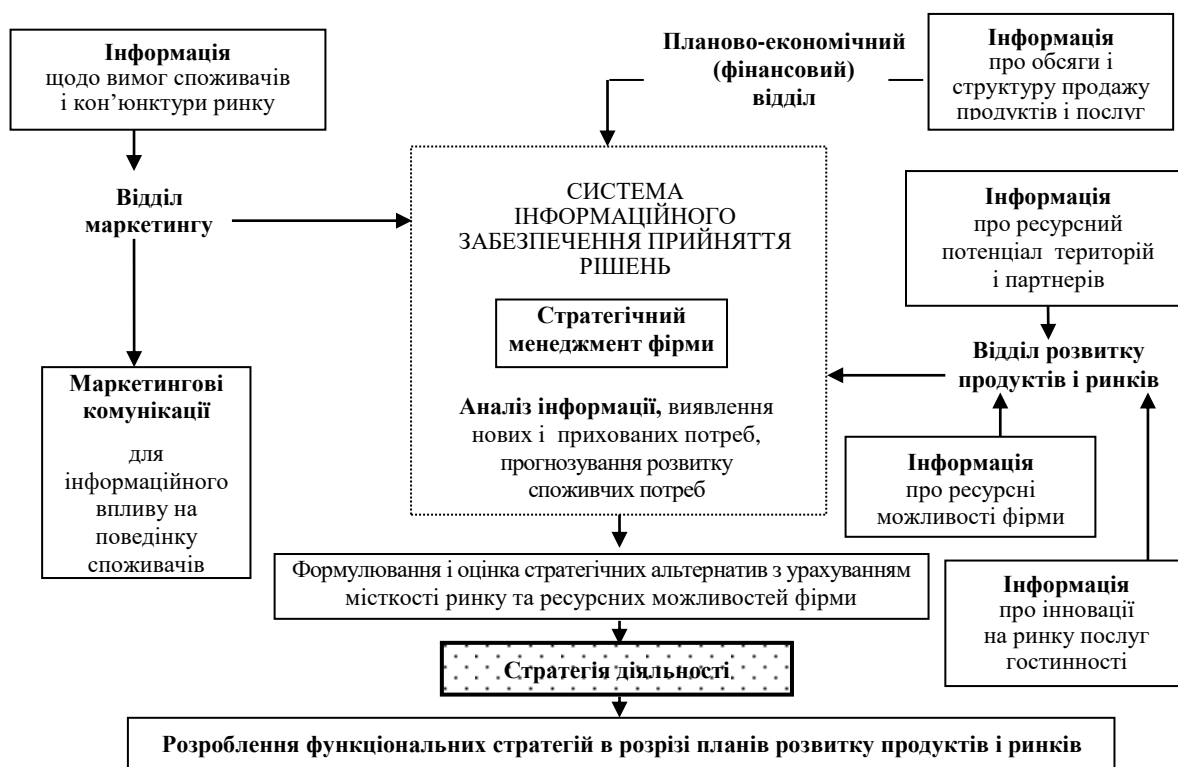 Інформація
щодо вимог споживачів
і кон’юнктури ринку
Планово-економічний
(фінансовий)
відділ
Інформація
про обсяги і
структуру продажу
продуктів і послуг
Відділ
маркетингу
СИСТЕМА
ІНФОРМАЦІЙНОГО
ЗАБЕЗПЕЧЕННЯ ПРИЙНЯТТЯ
РІШЕНЬ
Стратегічний
менеджмент фірми
Аналіз інформації, виявлення
нових і прихованих потреб,
прогнозування розвитку
споживчих потреб
Інформація
про ресурсний
потенціал територій
і партнерів
Відділ розвитку
продуктів і ринків
Маркетингові
комунікації
для
інформаційного
впливу на
поведінку
споживачів
Інформація
про ресурсні
можливості фірми
Інформація
про інновації
на ринку послуг
гостинності
Формулювання і оцінка стратегічних альтернатив з урахуванням
місткості ринку та ресурсних можливостей фірми
Стратегія діяльності
Розроблення функціональних стратегій в розрізі планів розвитку продуктів і ринків